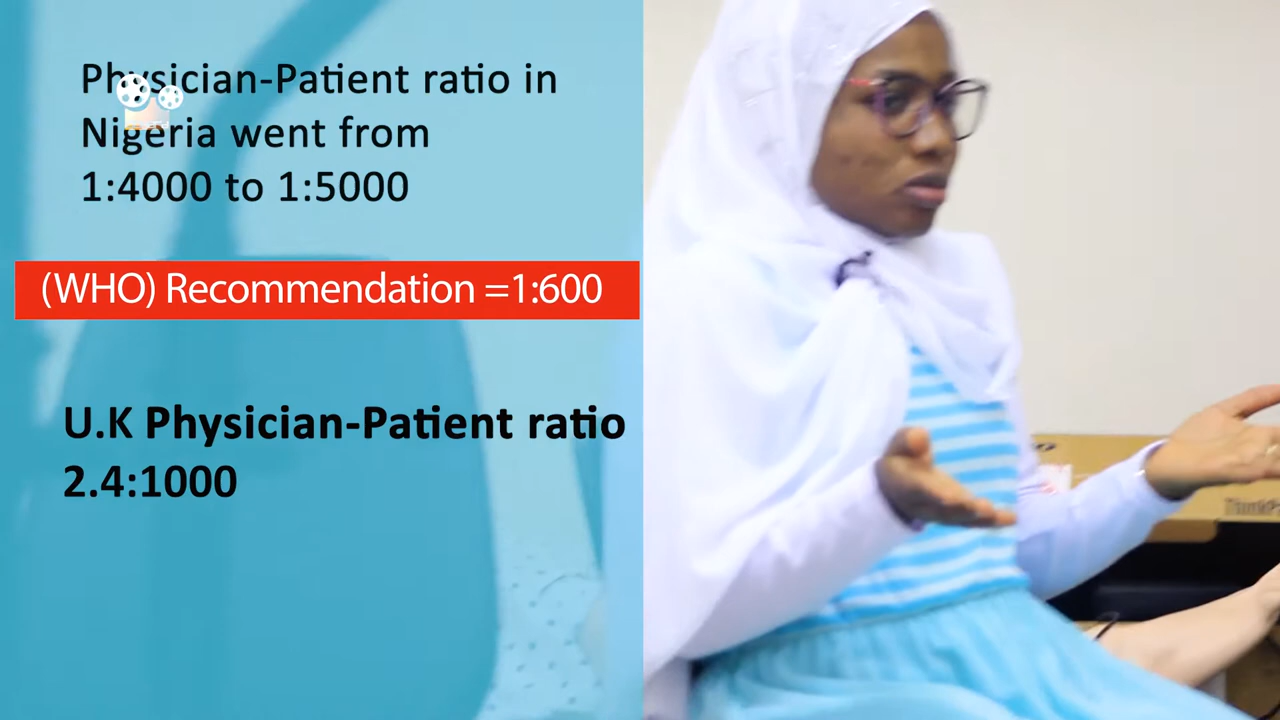 Physician-Patient ratio in
Nigeria went from
1:4000 to 1:5000
(WHO) Recommendation =1:600
U.K Physician-Patient ratio
2.4:1000